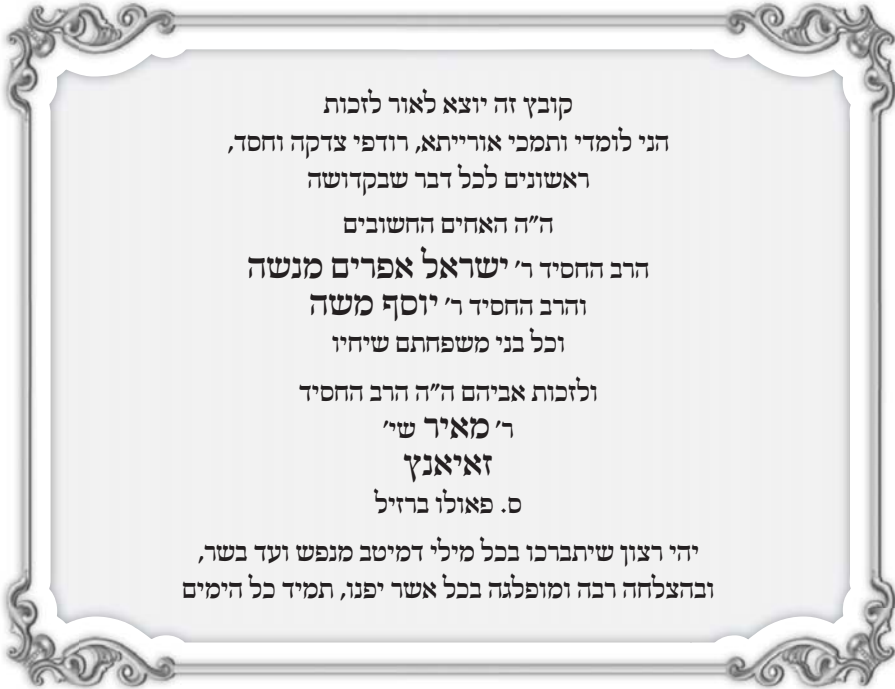 קובץ זה יוצא לאור לזכות
הני לומדי ותמכי אורייתא, רודפי צדקה וחסד,
ראשונים לכל דבר שבקדושה
ה״ה האחים החשובים
הרב החסיד ר׳ ישראל אפרים מנשה
והרב החסיד ר׳ יוסף משה
וכל בני משפחתם שיחיו
ולזכות אביהם ה״ה הרב החסיד
ר׳ מאיר שי׳
זאיאנץ
ס. פאולו ברזיל
יהי רצון שיתברכו בכל מילי דמיטב מנפש ועד בשר,
ובהצלחה רבה ומופלגה בכל אשר יפנו, תמיד כל הימים